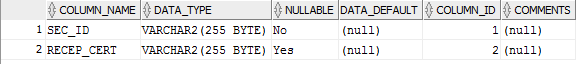 COLUMN_NAME DATA_TYPE NULLABLE DATA_DEFAULT COLUMN_ID COMMENTS
1 SEC_ID VARCHAR2(255 BYTE) No (null) 1 (null)
2 RECEP_CERT VARCHAR2(255 BYTE) Yes (null) 2 (null)